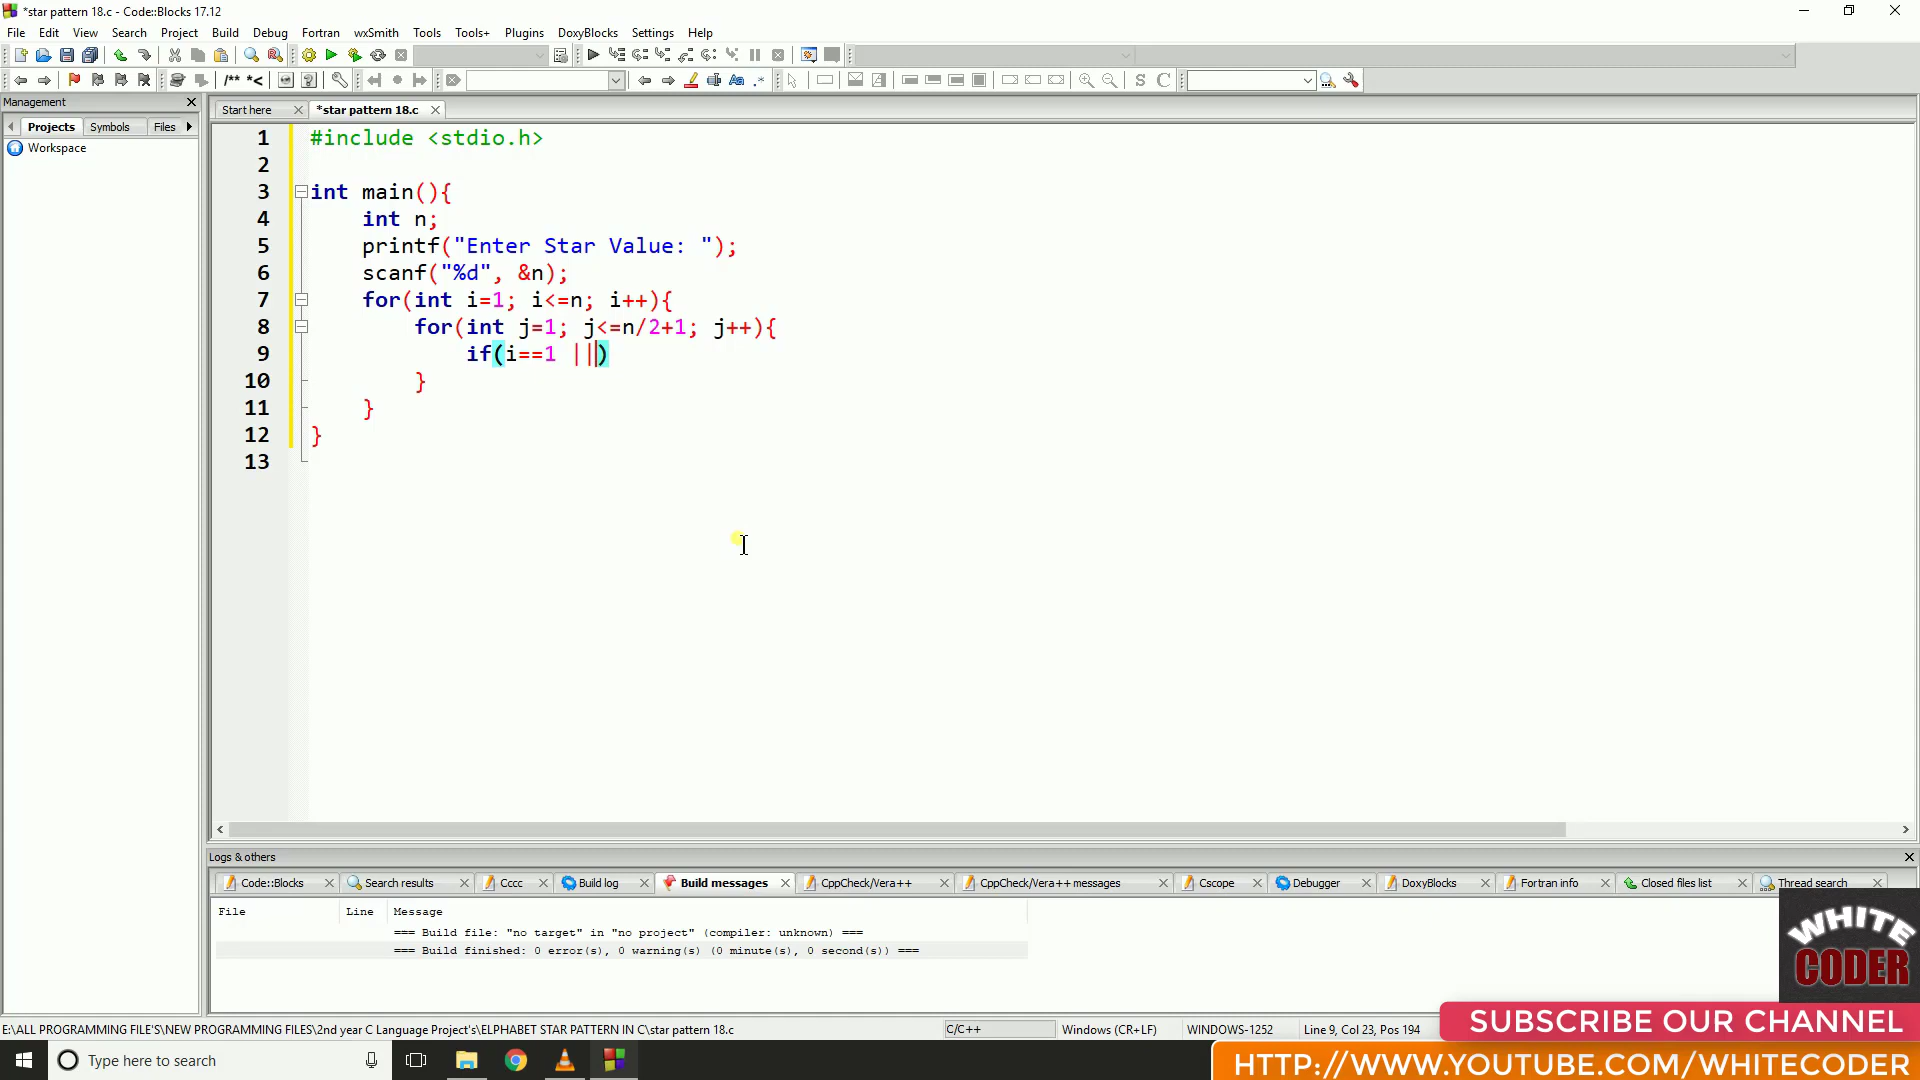 *star pattern 18.c - Code::Blocks 17.12
File Edit View Search Project Build Debug Fortran wxSmith Tools Tools+ Plugins DoxyBlocks Settings Help
/** *<
Aa .* S C
Management
Start here *star pattern 18.c
Projects Symbols Files
Workspace
1 #include <stdio.h>
2
3 int main(){
4 int n;
5 printf("Enter Star Value: ");
6 scanf("%d", &n);
7 for(int i=1; i<=n; i++){
8 for(int j=1; j<=n/2+1; j++){
9 if(i==1 ||)
10 }
11 }
12 }
13
Logs & others
Code::Blocks Search results Cccc Build log Build messages CppCheck/Vera++ CppCheck/Vera++ messages Cscope Debugger DoxyBlocks Fortran info Closed files list Thread search
File Line Message
=== Build file: "no target" in "no project" (compiler: unknown) ===
=== Build finished: 0 error(s), 0 warning(s) (0 minute(s), 0 second(s)) ===
WHITE
CODER
E:\ALL PROGRAMMING FILE'S\NEW PROGRAMMING FILES\2nd year C Language Project's\ELPHABET STAR PATTERN IN C\star pattern 18.c C/C++ Windows (CR+LF) WINDOWS-1252 Line 9, Col 23, Pos 194
SUBSCRIBE OUR CHANNEL
Type here to search
HTTP://WWW.YOUTUBE.COM/WHITECODER